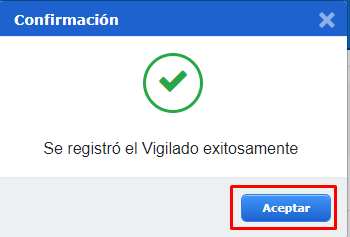 Confirmación
Se registró el Vigilado exitosamente
Aceptar